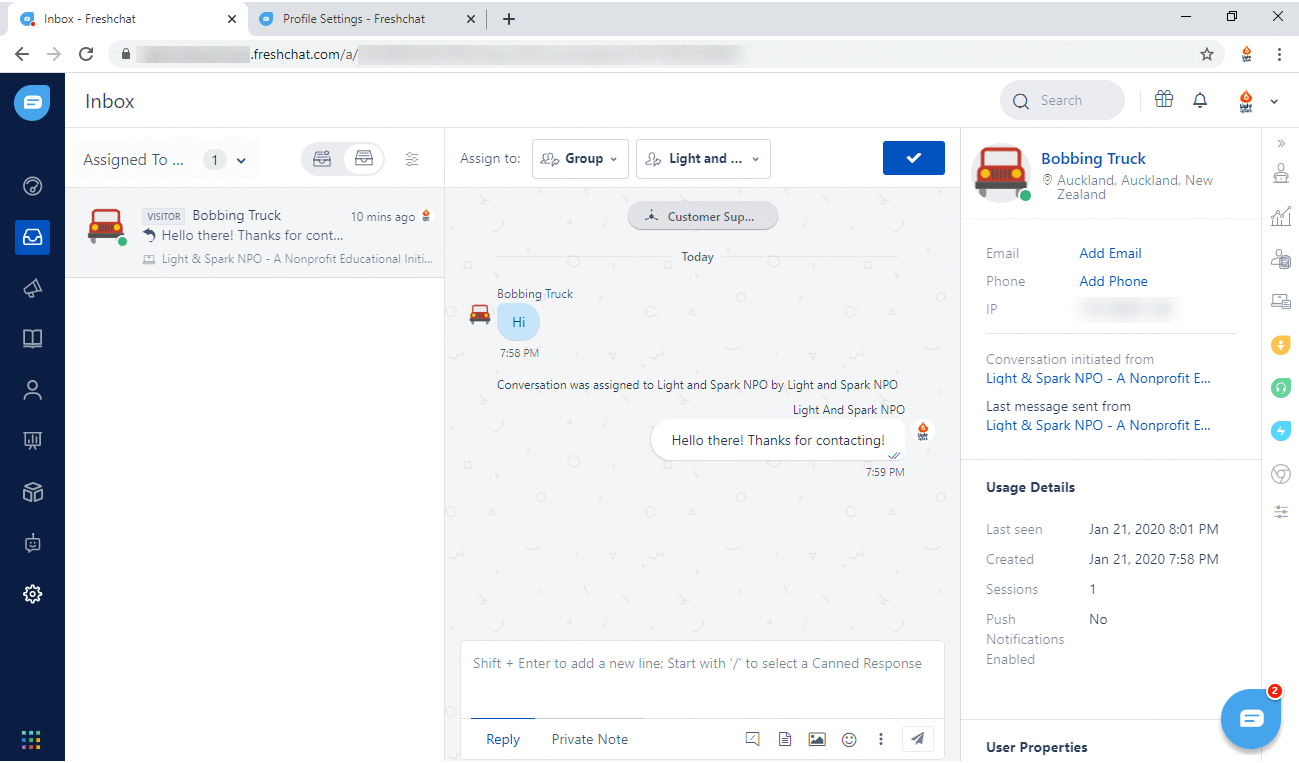 Inbox - Freshchat
Profile Settings - Freshchat
.freshchat.com/a/
Inbox
Search
Assigned To ... 1
VISITOR Bobbing Truck 10 mins ago
Hello there! Thanks for cont...
Light & Spark NPO - A Nonprofit Educational Initi...
Assign to: Group Light and ...
Customer Sup...
Today
Bobbing Truck
Hi
7:58 PM
Conversation was assigned to Light and Spark NPO by Light and Spark NPO
Light And Spark NPO
Hello there! Thanks for contacting!
7:59 PM
Shift + Enter to add a new line; Start with '/' to select a Canned Response
Reply Private Note
Bobbing Truck
Auckland, Auckland, New
Zealand
Email Add Email
Phone Add Phone
IP
Conversation initiated from
Light & Spark NPO - A Nonprofit E...
Last message sent from
Light & Spark NPO - A Nonprofit E...
Usage Details
Last seen Jan 21, 2020 8:01 PM
Created Jan 21, 2020 7:58 PM
Sessions 1
Push No
Notifications
Enabled
2
User Properties